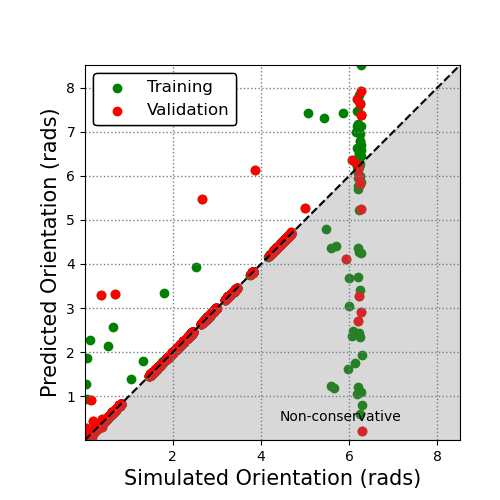 Training
Validation
8
7
6
5
4
3
2
1
Predicted Orientation (rads)
Non-conservative
2
4
6
8
Simulated Orientation (rads)